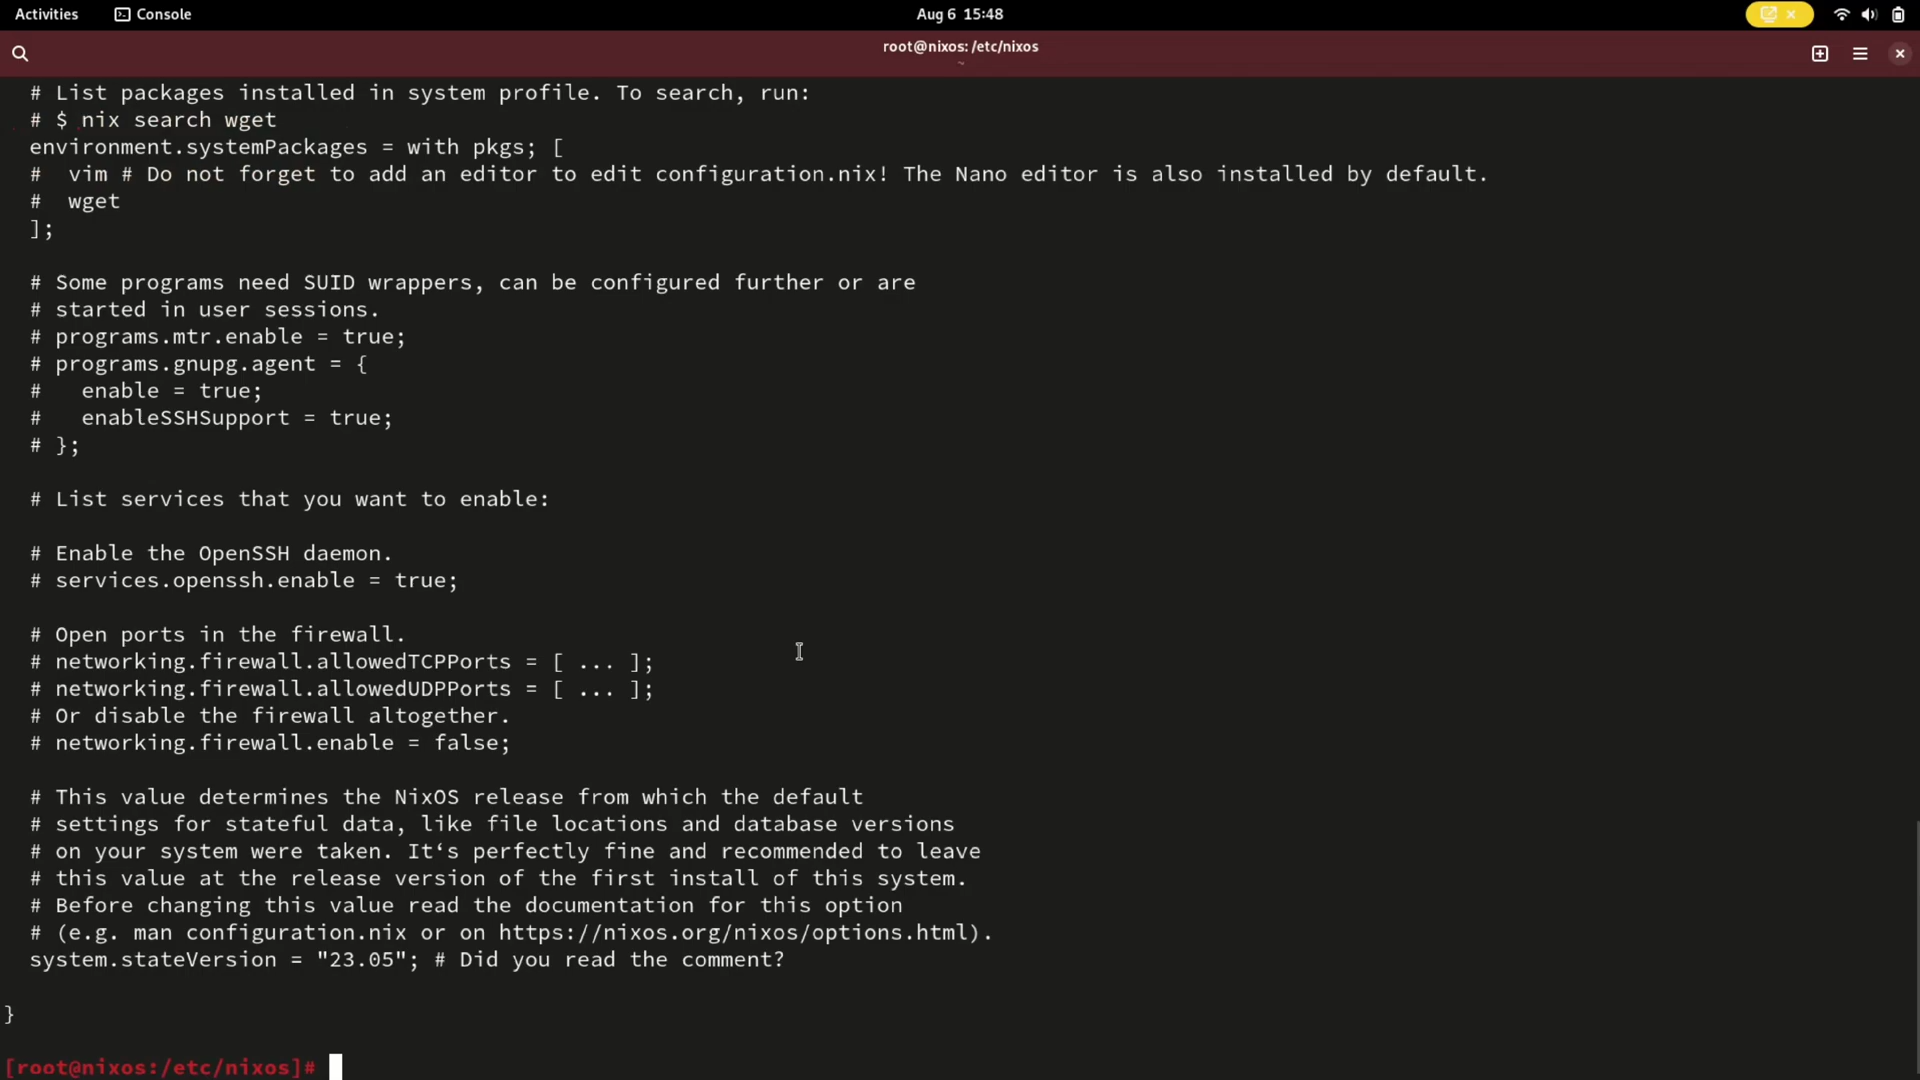 Activities Console Aug 6 15:48
root@nixos: /etc/nixos
~
# List packages installed in system profile. To search, run:
# $ nix search wget
environment.systemPackages = with pkgs; [
#  vim # Do not forget to add an editor to edit configuration.nix! The Nano editor is also installed by default.
#  wget
];
# Some programs need SUID wrappers, can be configured further or are
# started in user sessions.
# programs.mtr.enable = true;
# programs.gnupg.agent = {
#   enable = true;
#   enableSSHSupport = true;
# };
# List services that you want to enable:
# Enable the OpenSSH daemon.
# services.openssh.enable = true;
# Open ports in the firewall.
# networking.firewall.allowedTCPPorts = [ ... ];
# networking.firewall.allowedUDPPorts = [ ... ];
# Or disable the firewall altogether.
# networking.firewall.enable = false;
# This value determines the NixOS release from which the default
# settings for stateful data, like file locations and database versions
# on your system were taken. It‘s perfectly fine and recommended to leave
# this value at the release version of the first install of this system.
# Before changing this value read the documentation for this option
# (e.g. man configuration.nix or on https://nixos.org/nixos/options.html).
system.stateVersion = "23.05"; # Did you read the comment?
}
[root@nixos:/etc/nixos]#